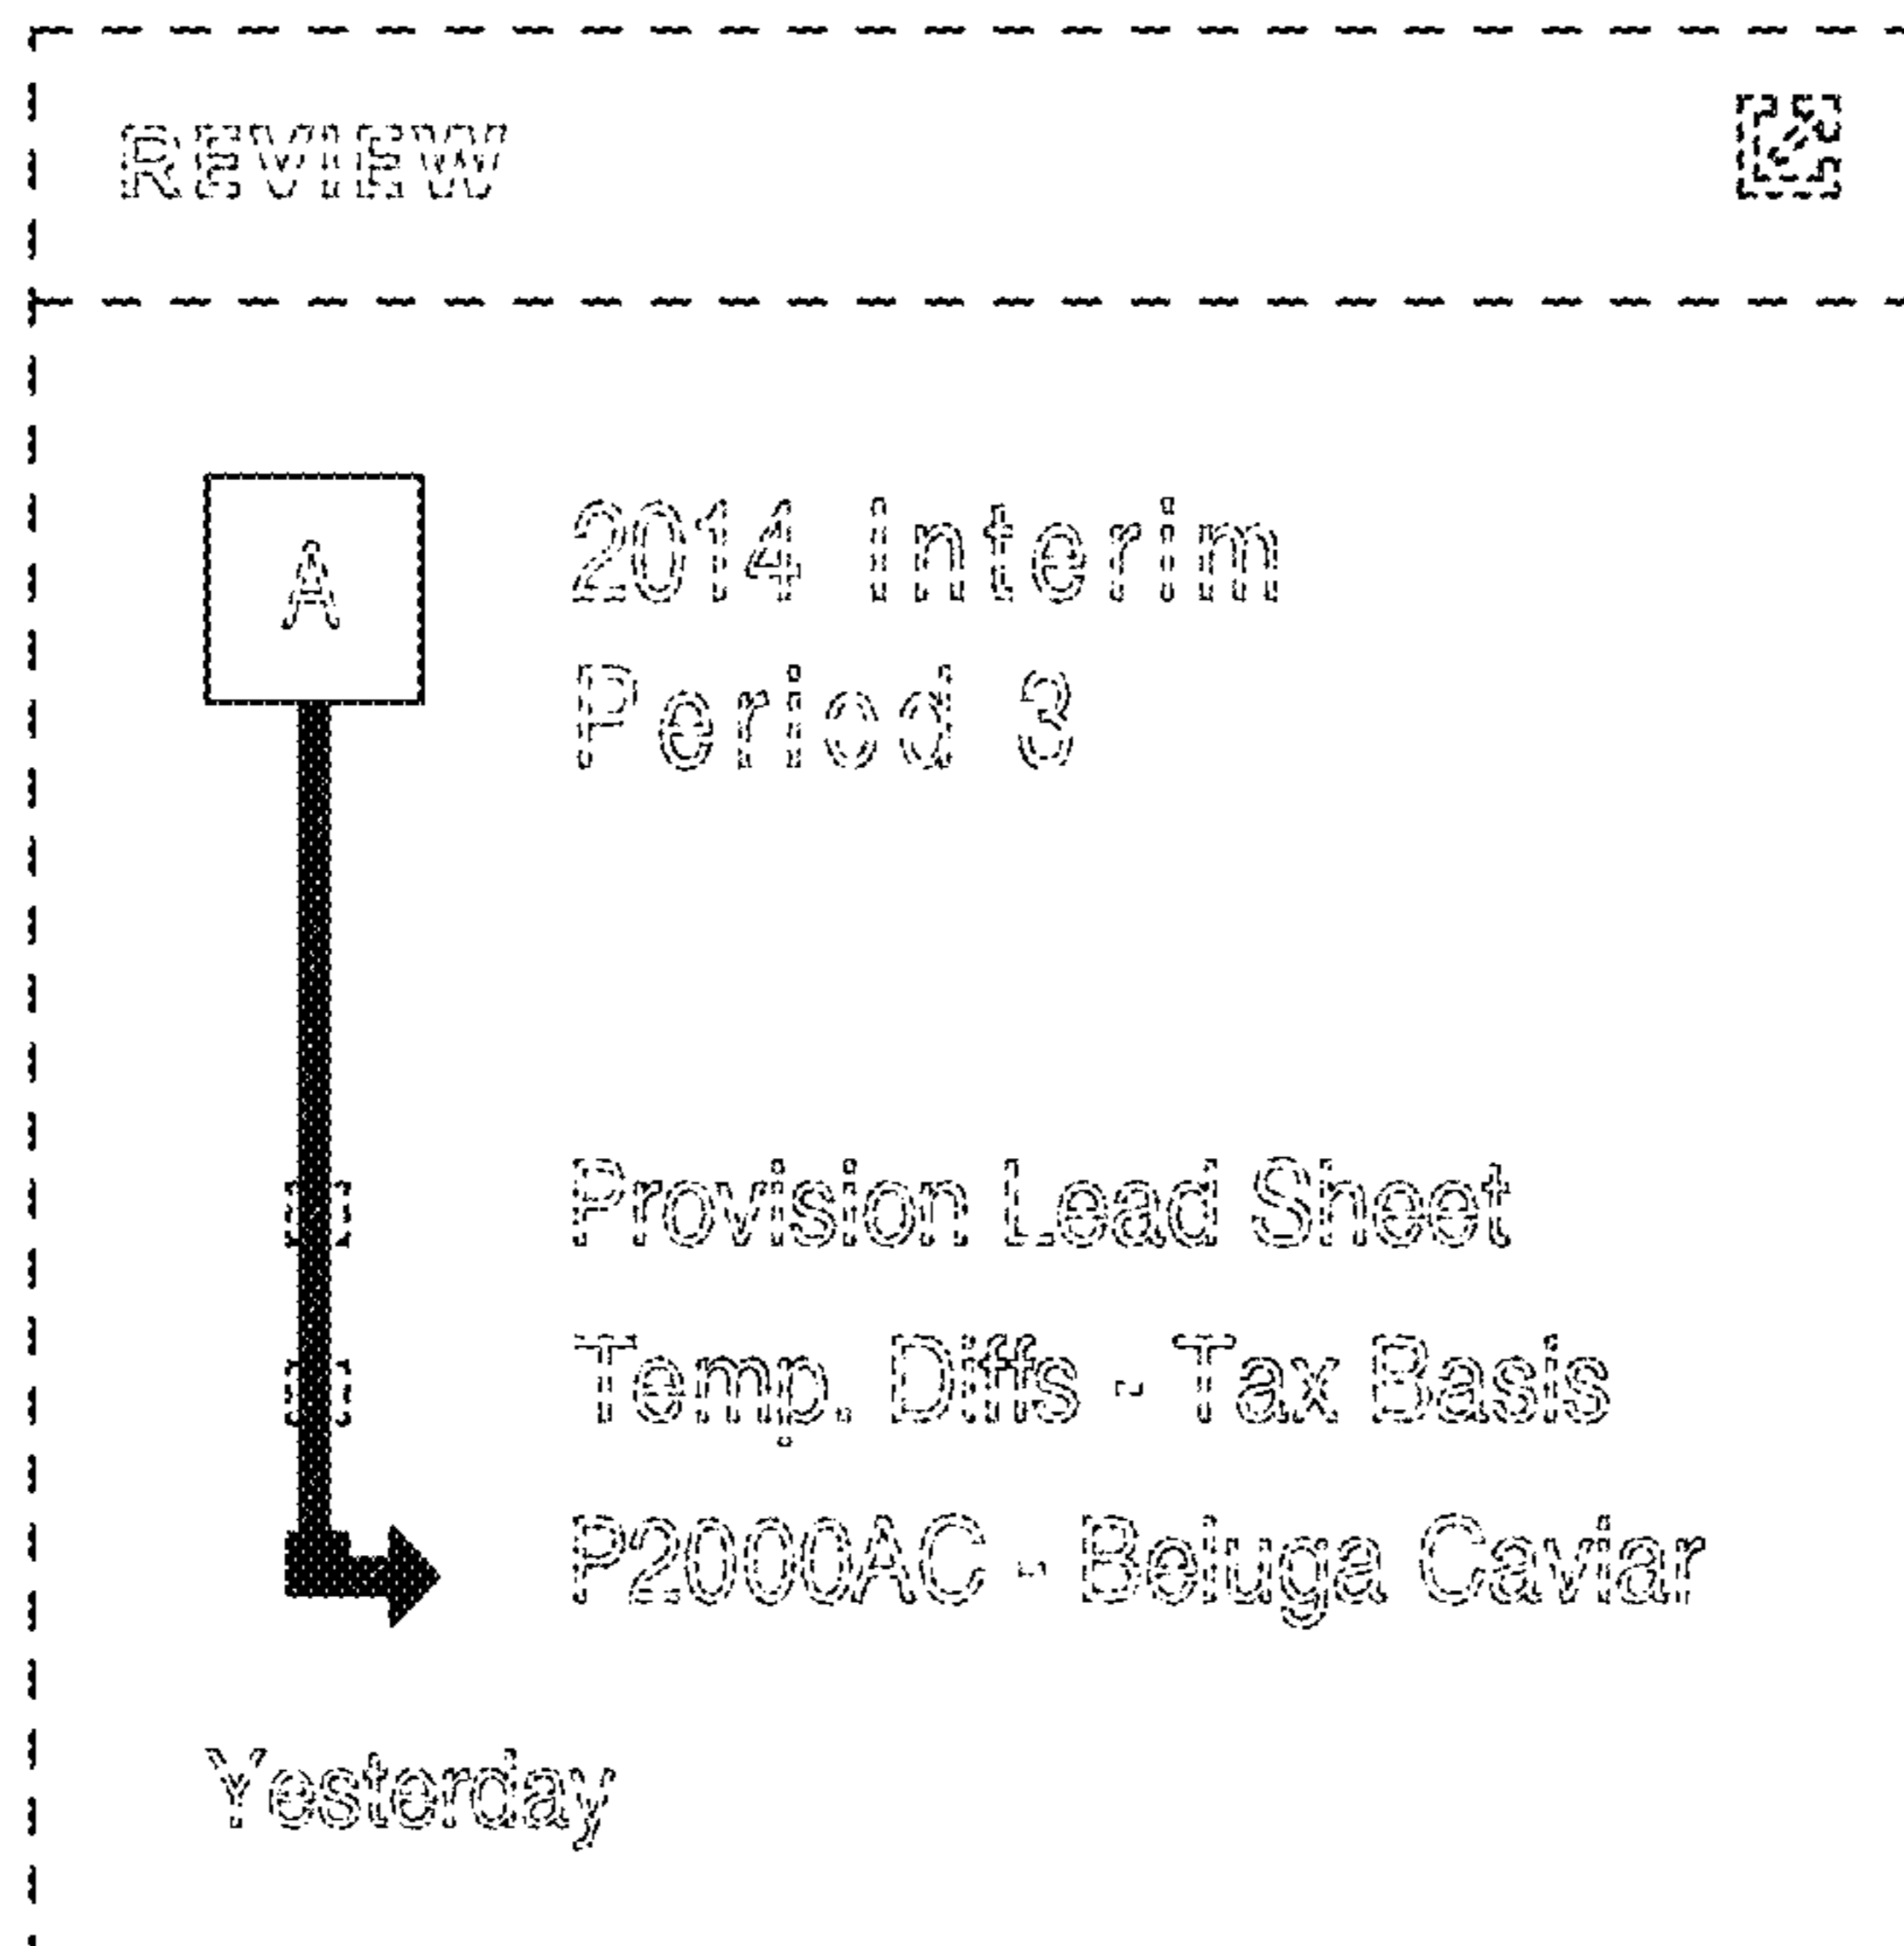 REVIEW
A
2014 Interim
Period 3
Provision Lead Sheet
Temp. Diffs - Tax Basis
P2000AC - Beluga Caviar
Yesterday